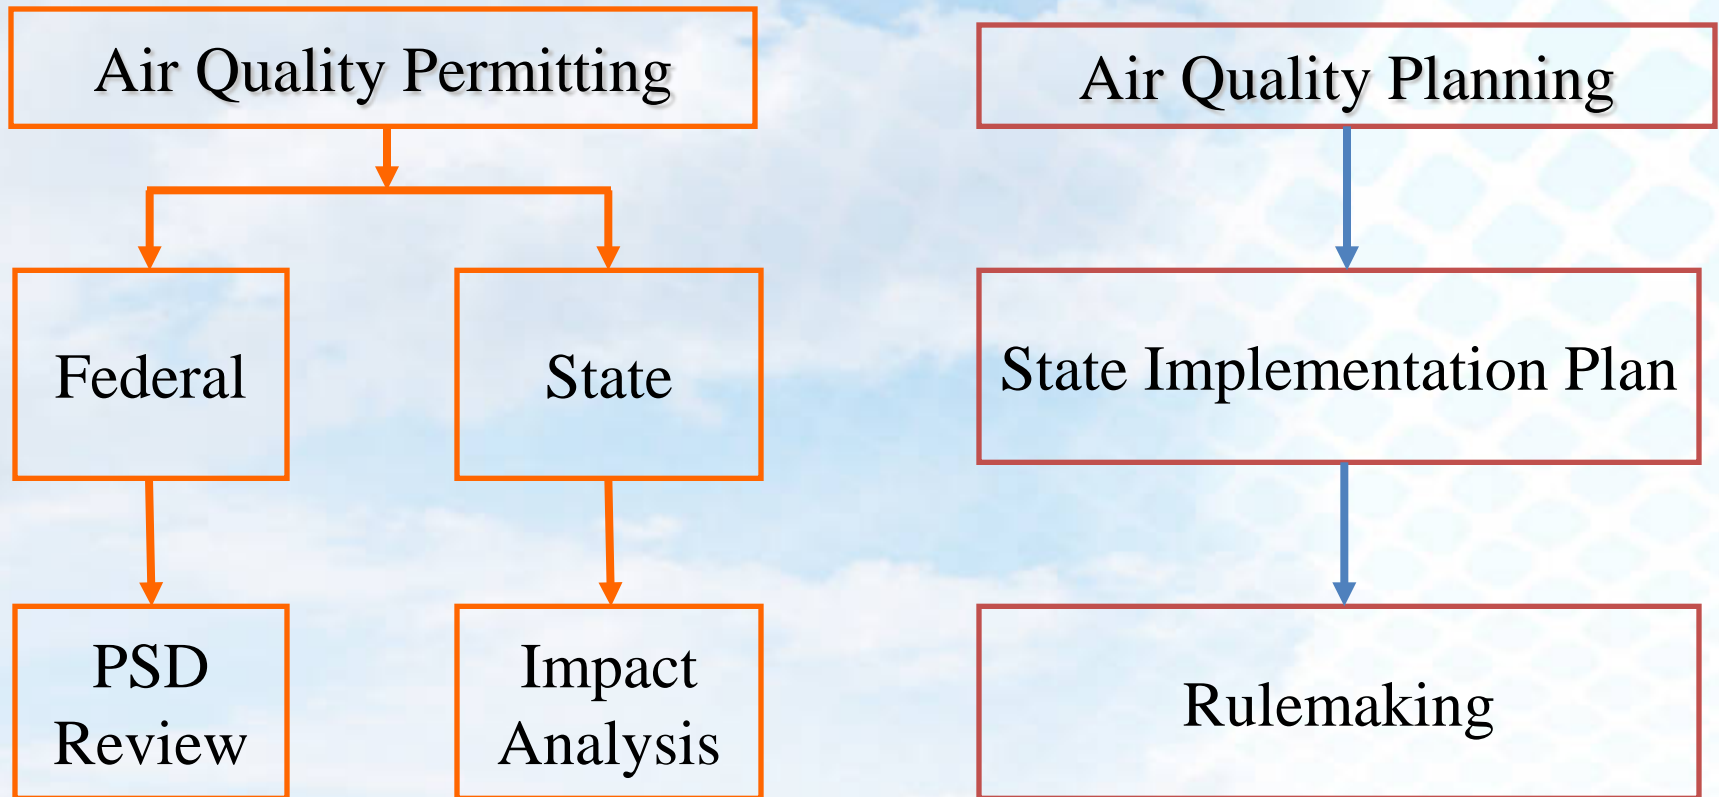 Air Quality Permitting
Air Quality Planning
Federal
State
State Implementation Plan
PSD
Review
Impact
Analysis
Rulemaking